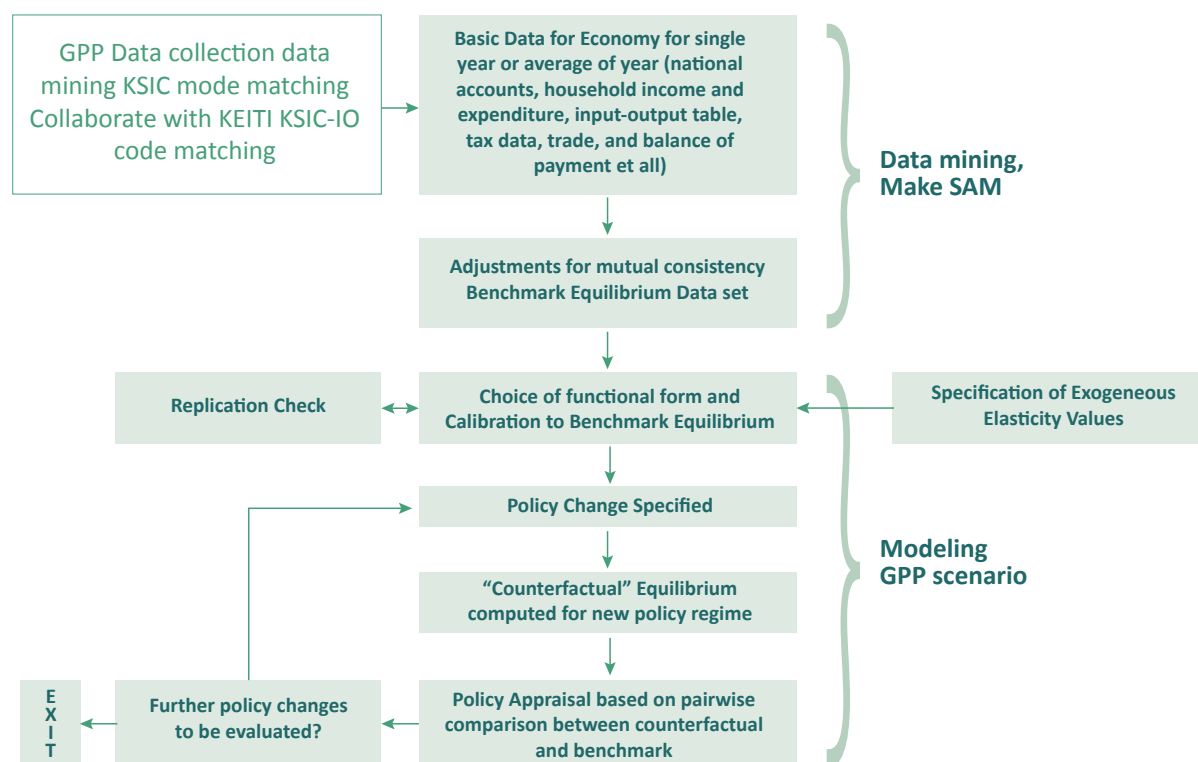 GPP Data collection data
mining KSIC mode matching
Collaborate with KEITI KSIC-IO
code matching
Basic Data for Economy for single
year or average of year (national
accounts, household income and
expenditure, input-output table,
tax data, trade, and balance of
payment et all)
Data mining,
Make SAM
Adjustments for mutual consistency
Benchmark Equilibrium Data set
Replication Check
Choice of functional form and
Calibration to Benchmark Equilibrium
Specification of Exogeneous
Elasticity Values
Policy Change Specified
Modeling
GPP scenario
“Counterfactual” Equilibrium
computed for new policy regime
E
X
I
T
Further policy changes
to be evaluated?
Policy Appraisal based on pairwise
comparison between counterfactual
and benchmark